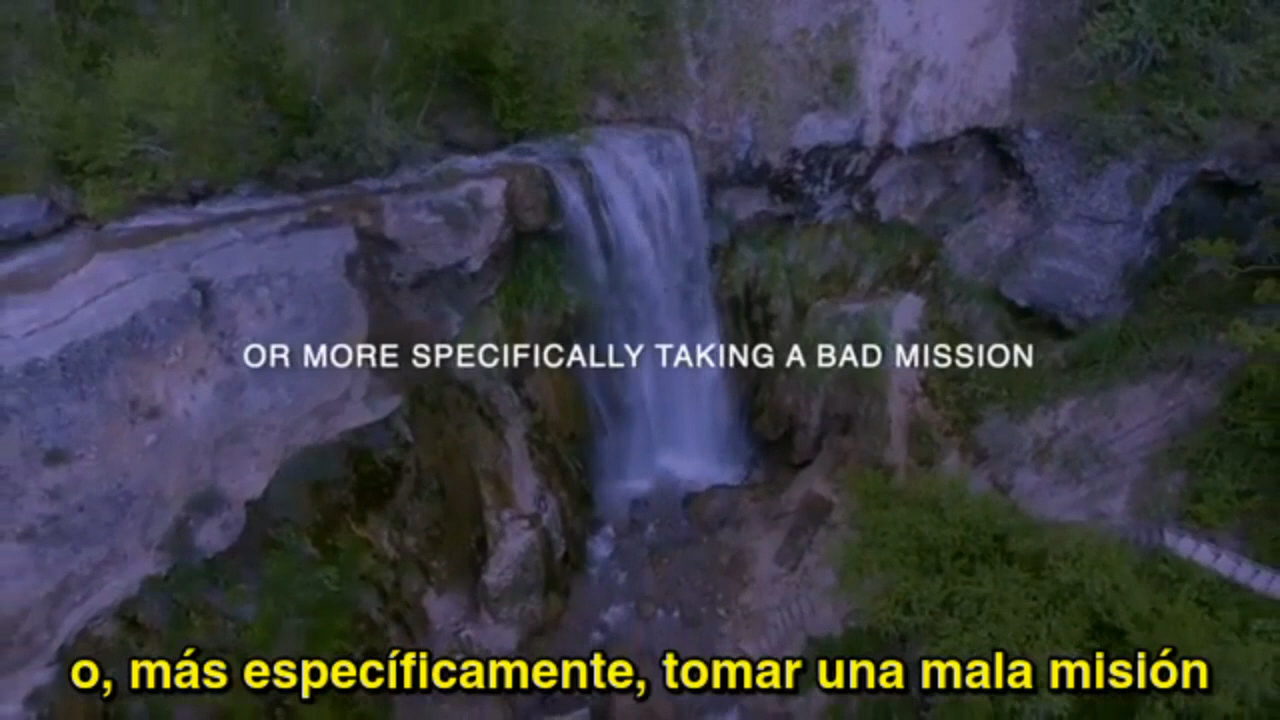 OR MORE SPECIFICALLY TAKING A BAD MISSION
o, más específicamente, tomar una mala misión